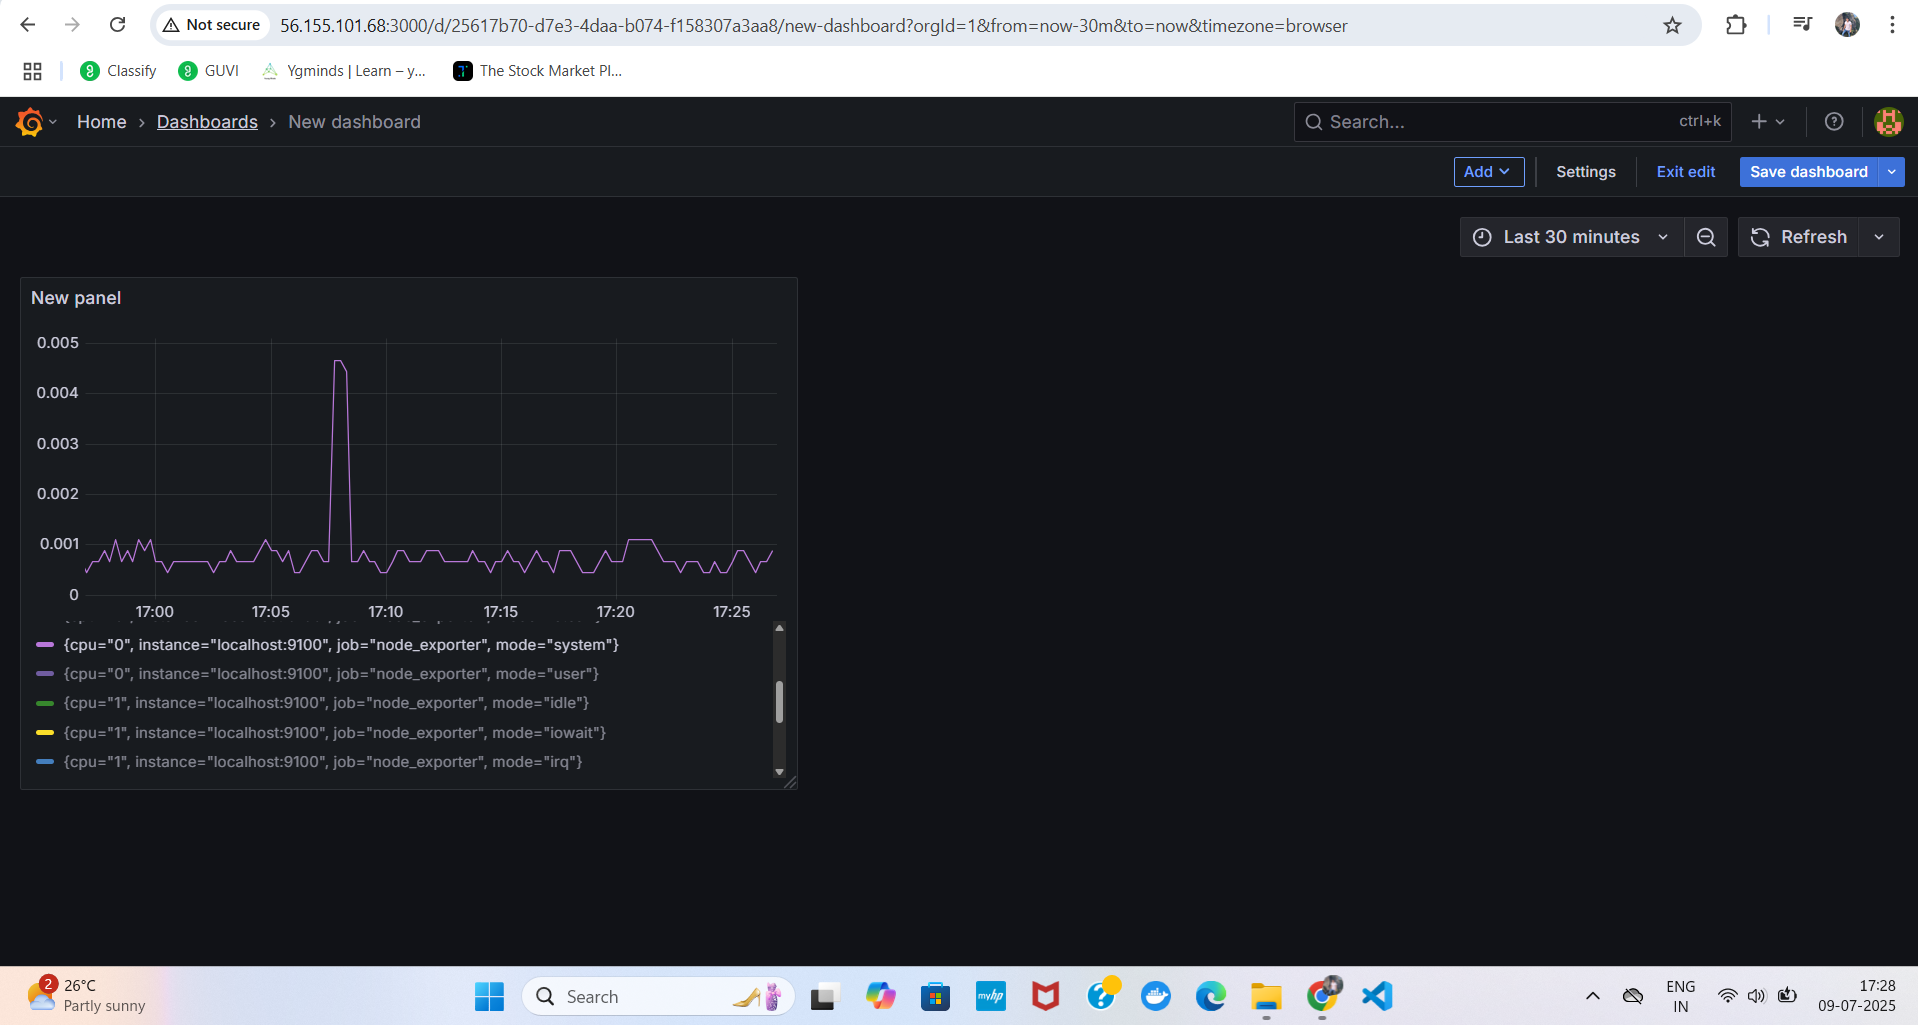 Not secure 56.155.101.68:3000/d/25617b70-d7e3-4daa-b074-f158307a3aa8/new-dashboard?orgId=1&from=now-30m&to=now&timezone=browser
Classify GUVI Ygminds | Learn – y... The Stock Market Pl...
Home › Dashboards › New dashboard Search... ctrl+k
Add Settings Exit edit Save dashboard
Last 30 minutes Refresh
New panel
0.005
0.004
0.003
0.002
0.001
0
17:00 17:05 17:10 17:15 17:20 17:25
{cpu="0", instance="localhost:9100", job="node_exporter", mode="system"}
{cpu="0", instance="localhost:9100", job="node_exporter", mode="user"}
{cpu="1", instance="localhost:9100", job="node_exporter", mode="idle"}
{cpu="1", instance="localhost:9100", job="node_exporter", mode="iowait"}
{cpu="1", instance="localhost:9100", job="node_exporter", mode="irq"}
2 26°C
Partly sunny
Search
myhp
ENG
IN
17:28
09-07-2025